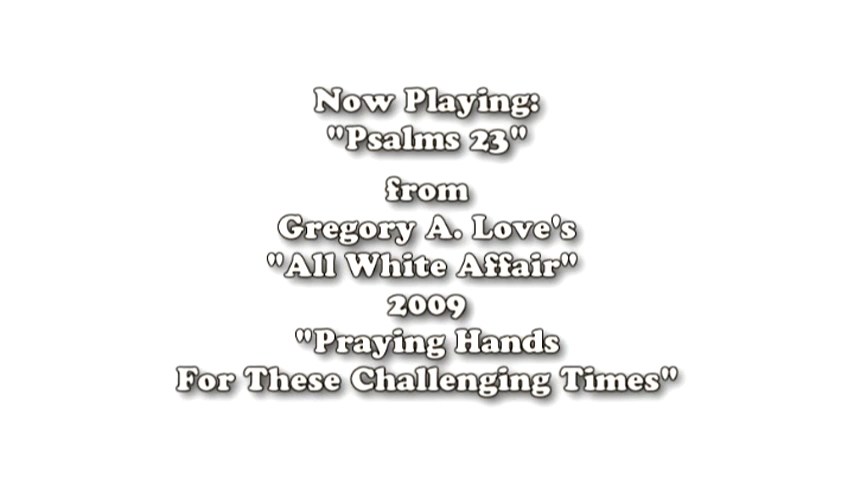 Now Playing:
"Psalms 23"
from
Gregory A. Love's
"All White Affair"
2009
"Praying Hands
For These Challenging Times"